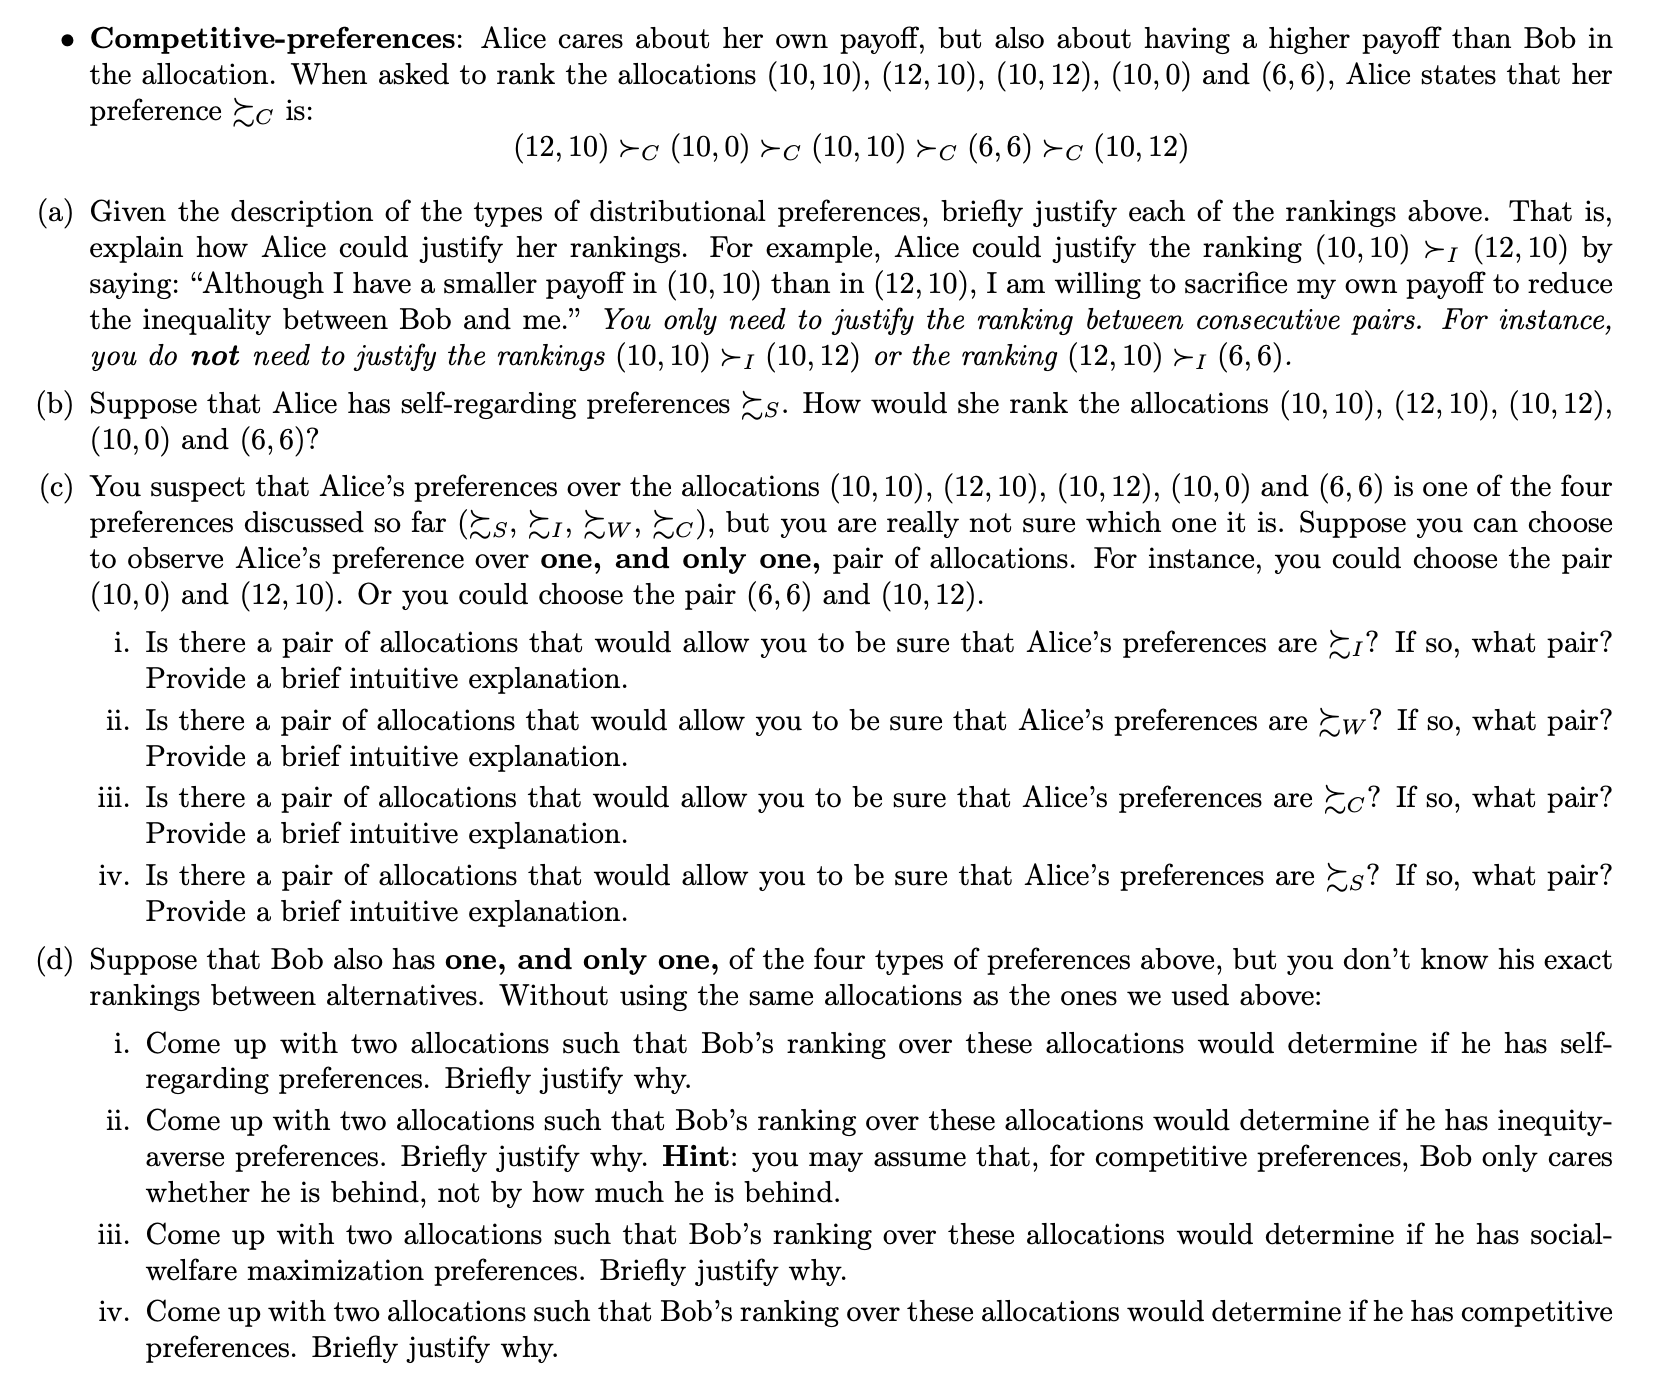 • Competitive-preferences: Alice cares about her own payoff, but also about having a higher payoff than Bob in
the allocation. When asked to rank the allocations (10, 10), (12, 10), (10, 12), (10, 0) and (6, 6), Alice states that her
preference ≿C is:
(12, 10) ≻C (10, 0) ≻C (10, 10) ≻C (6, 6) ≻C (10, 12)
(a) Given the description of the types of distributional preferences, briefly justify each of the rankings above. That is,
explain how Alice could justify her rankings. For example, Alice could justify the ranking (10, 10) ≻I (12, 10) by
saying: “Although I have a smaller payoff in (10, 10) than in (12, 10), I am willing to sacrifice my own payoff to reduce
the inequality between Bob and me.” You only need to justify the ranking between consecutive pairs. For instance,
you do not need to justify the rankings (10, 10) ≻I (10, 12) or the ranking (12, 10) ≻I (6, 6).
(b) Suppose that Alice has self-regarding preferences ≿S. How would she rank the allocations (10, 10), (12, 10), (10, 12),
(10, 0) and (6, 6)?
(c) You suspect that Alice’s preferences over the allocations (10, 10), (12, 10), (10, 12), (10, 0) and (6, 6) is one of the four
preferences discussed so far (≿S, ≿I, ≿W, ≿C), but you are really not sure which one it is. Suppose you can choose
to observe Alice’s preference over one, and only one, pair of allocations. For instance, you could choose the pair
(10, 0) and (12, 10). Or you could choose the pair (6, 6) and (10, 12).
i. Is there a pair of allocations that would allow you to be sure that Alice’s preferences are ≿I? If so, what pair?
Provide a brief intuitive explanation.
ii. Is there a pair of allocations that would allow you to be sure that Alice’s preferences are ≿W? If so, what pair?
Provide a brief intuitive explanation.
iii. Is there a pair of allocations that would allow you to be sure that Alice’s preferences are ≿C? If so, what pair?
Provide a brief intuitive explanation.
iv. Is there a pair of allocations that would allow you to be sure that Alice’s preferences are ≿S? If so, what pair?
Provide a brief intuitive explanation.
(d) Suppose that Bob also has one, and only one, of the four types of preferences above, but you don’t know his exact
rankings between alternatives. Without using the same allocations as the ones we used above:
i. Come up with two allocations such that Bob’s ranking over these allocations would determine if he has self-
regarding preferences. Briefly justify why.
ii. Come up with two allocations such that Bob’s ranking over these allocations would determine if he has inequity-
averse preferences. Briefly justify why. Hint: you may assume that, for competitive preferences, Bob only cares
whether he is behind, not by how much he is behind.
iii. Come up with two allocations such that Bob’s ranking over these allocations would determine if he has social-
welfare maximization preferences. Briefly justify why.
iv. Come up with two allocations such that Bob’s ranking over these allocations would determine if he has competitive
preferences. Briefly justify why.